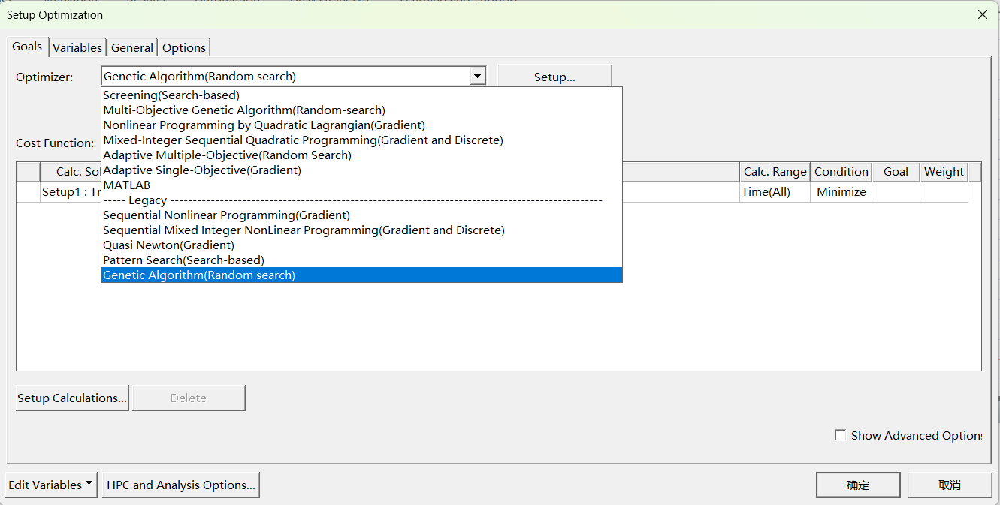 Setup Optimization
Goals Variables General Options
Optimizer: Genetic Algorithm(Random search) Setup...
Screening(Search-based)
Multi-Objective Genetic Algorithm(Random-search)
Nonlinear Programming by Quadratic Lagrangian(Gradient)
Mixed-Integer Sequential Quadratic Programming(Gradient and Discrete)
Cost Function:
Adaptive Multiple-Objective(Random Search)
Adaptive Single-Objective(Gradient)
MATLAB
----- Legacy -----------------------------------------------------------------------------------
Sequential Nonlinear Programming(Gradient)
Sequential Mixed Integer NonLinear Programming(Gradient and Discrete)
Quasi Newton(Gradient)
Pattern Search(Search-based)
Genetic Algorithm(Random search)
Calc. Sol Calc. Range Condition Goal Weight
Setup1 : Tr Time(All) Minimize
Setup Calculations... Delete
Show Advanced Option
Edit Variables HPC and Analysis Options... 确定 取消